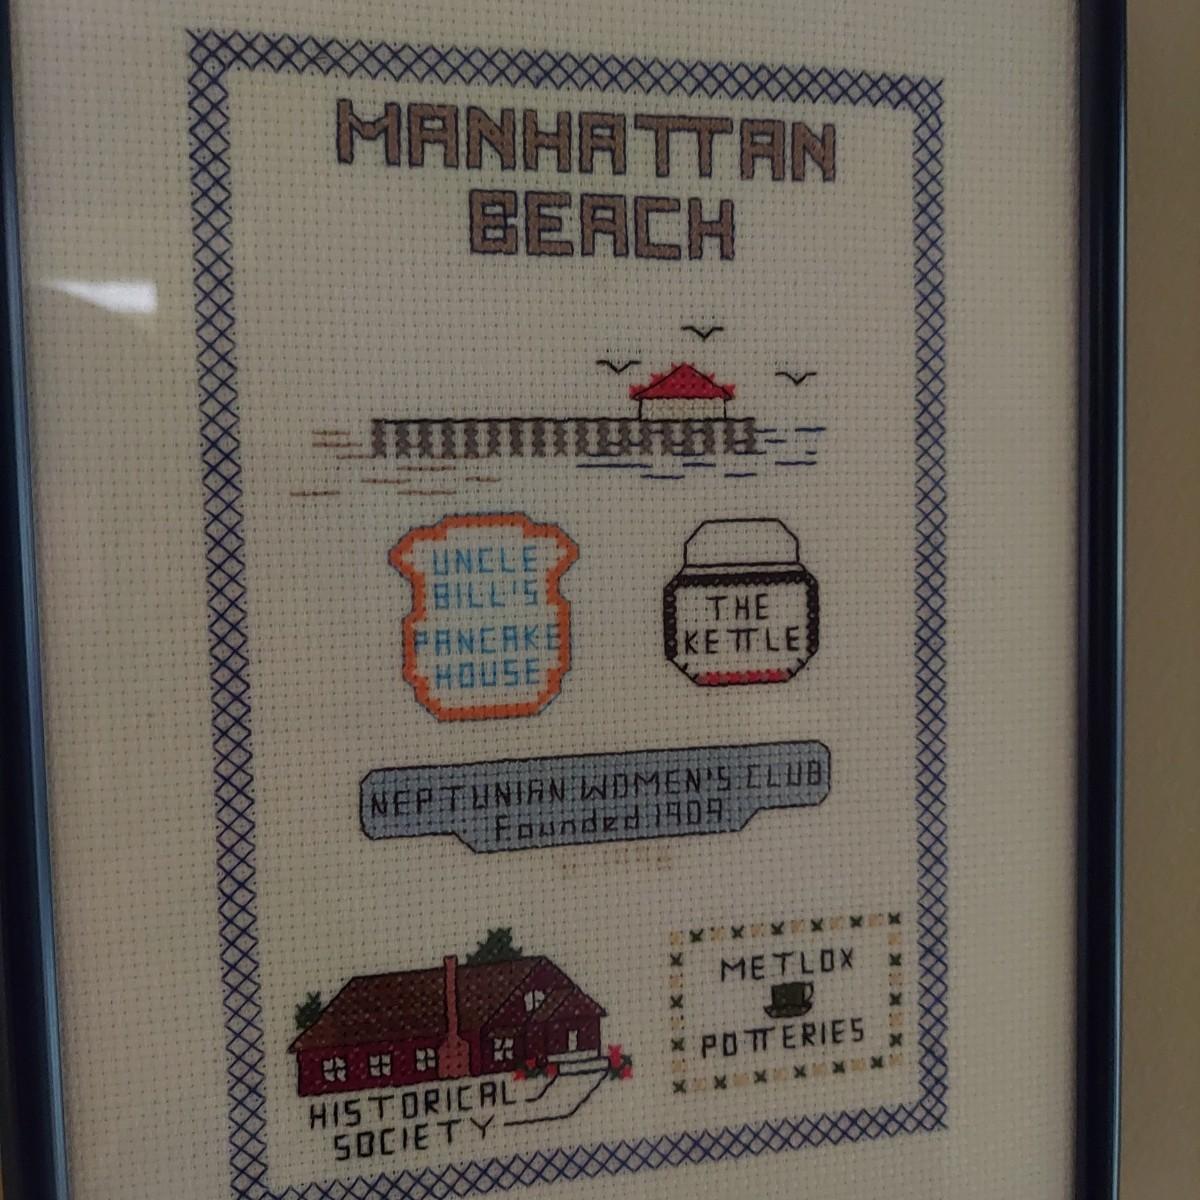 MANHATTAN
BEACH
UNCLE
BILL'S
PANCAKE
HOUSE
THE
KETTLE
NEPTUNIAN WOMEN'S CLUB
Founded 1909
HISTORICAL
SOCIETY
METLOX
POTTERIES